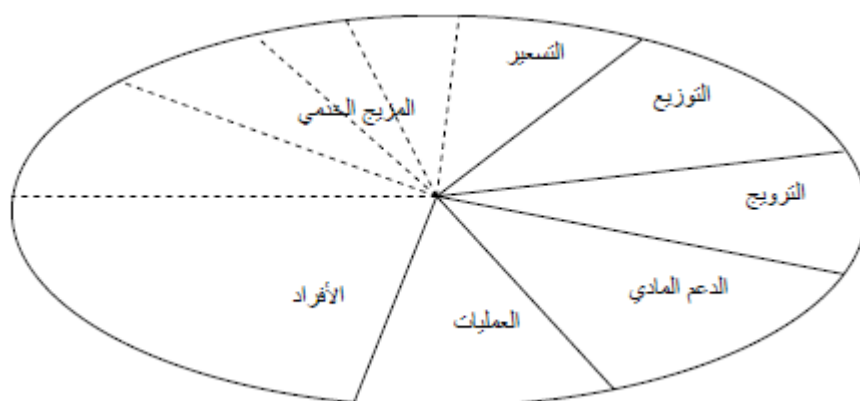 التسعير
التوزيع
المزيج الخدمي
الترويج
الدعم المادي
الأفراد
العمليات